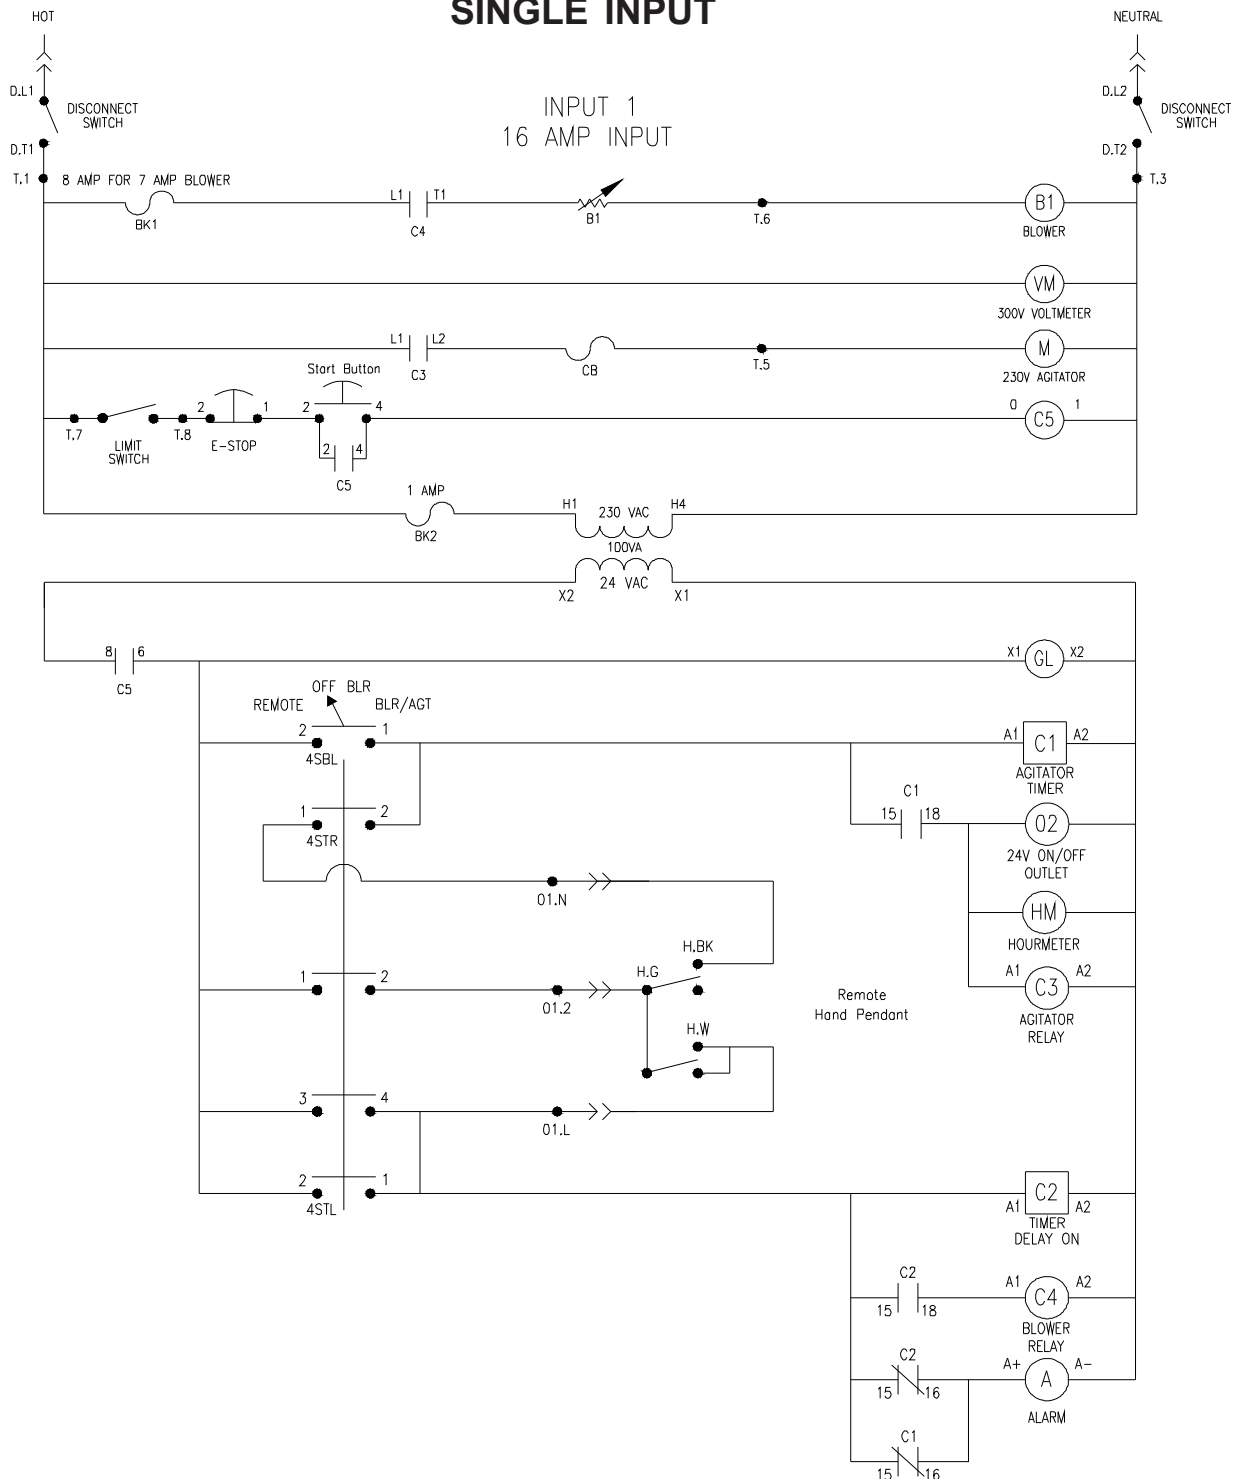 SINGLE INPUT
HOT
NEUTRAL
D.L1
DISCONNECT
SWITCH
D.L2
DISCONNECT
SWITCH
INPUT 1
16 AMP INPUT
D.T1
D.T2
T.1
8 AMP FOR 7 AMP BLOWER
T.3
BK1
L1
T1
C4
B1
T.6
B1
BLOWER
VM
300V VOLTMETER
L1
L2
C3
CB
T.5
M
230V AGITATOR
Start Button
T.7
LIMIT
SWITCH
T.8
2
1
E-STOP
2
4
0
C5
1
2
4
C5
1 AMP
BK2
H1
230 VAC
H4
100VA
24 VAC
X2
X1
8
6
C5
X1
GL
X2
OFF BLR
REMOTE
BLR/AGT
2
1
4SBL
A1
C1
A2
AGITATOR
TIMER
1
2
4STR
C1
15
18
O2
24V ON/OFF
OUTLET
O1.N
HM
HOURMETER
H.BK
1
2
O1.2
H.G
Remote
Hand Pendant
A1
C3
A2
AGITATOR
RELAY
H.W
3
4
O1.L
2
1
4STL
A1
C2
A2
TIMER
DELAY ON
C2
15
18
A1
C4
A2
BLOWER
RELAY
C2
15
16
A+
A
A-
ALARM
C1
15
16